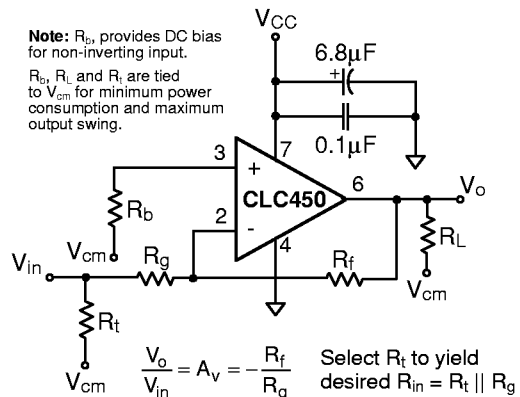 Note: Rb, provides DC bias
for non-inverting input.
Rb, RL and Rt are tied
to Vcm for minimum power
consumption and maximum
output swing.
VCC
6.8µF
+
0.1µF
7
3
+
CLC450
6
Vo
2
-
4
Rb
Vcm
Vin
Rg
Rf
RL
Vcm
Rt
Vcm
Vo/Vin = Av = -Rf/Rg
Select Rt to yield
desired Rin = Rt || Rg